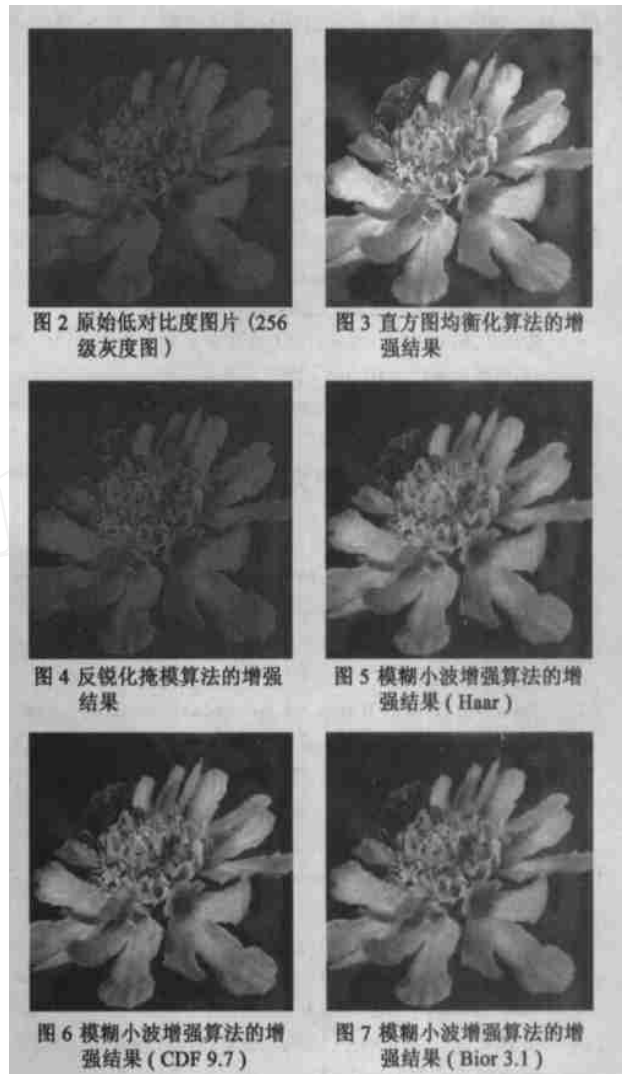 图 2 原始低对比度图片 (256
级灰度图)
图 3 直方图均衡化算法的增
强结果
图 4 反锐化掩模算法的增强
结果
图 5 模糊小波增强算法的增
强结果 ( Haar )
图 6 模糊小波增强算法的增
强结果 ( CDF 9.7 )
图 7 模糊小波增强算法的增
强结果 ( Bior 3.1 )